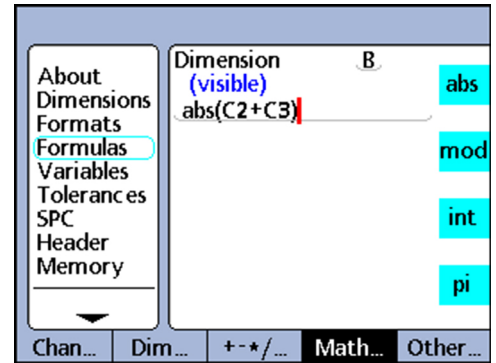 About
Dimensions
Formats
Formulas
Variables
Tolerances
SPC
Header
Memory
Dimension B
(visible)
abs(C2+C3)
abs
mod
int
pi
Chan... Dim... +-*/... Math... Other...